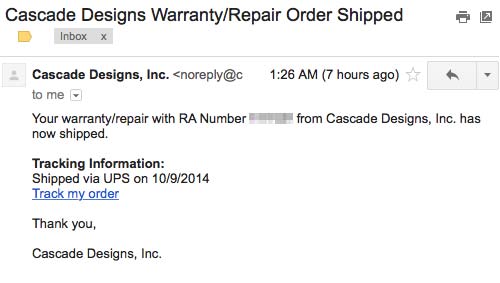 Cascade Designs Warranty/Repair Order Shipped
Inbox x
Cascade Designs, Inc. <noreply@c 1:26 AM (7 hours ago)
to me
Your warranty/repair with RA Number from Cascade Designs, Inc. has
now shipped.
Tracking Information:
Shipped via UPS on 10/9/2014
Track my order
Thank you,
Cascade Designs, Inc.